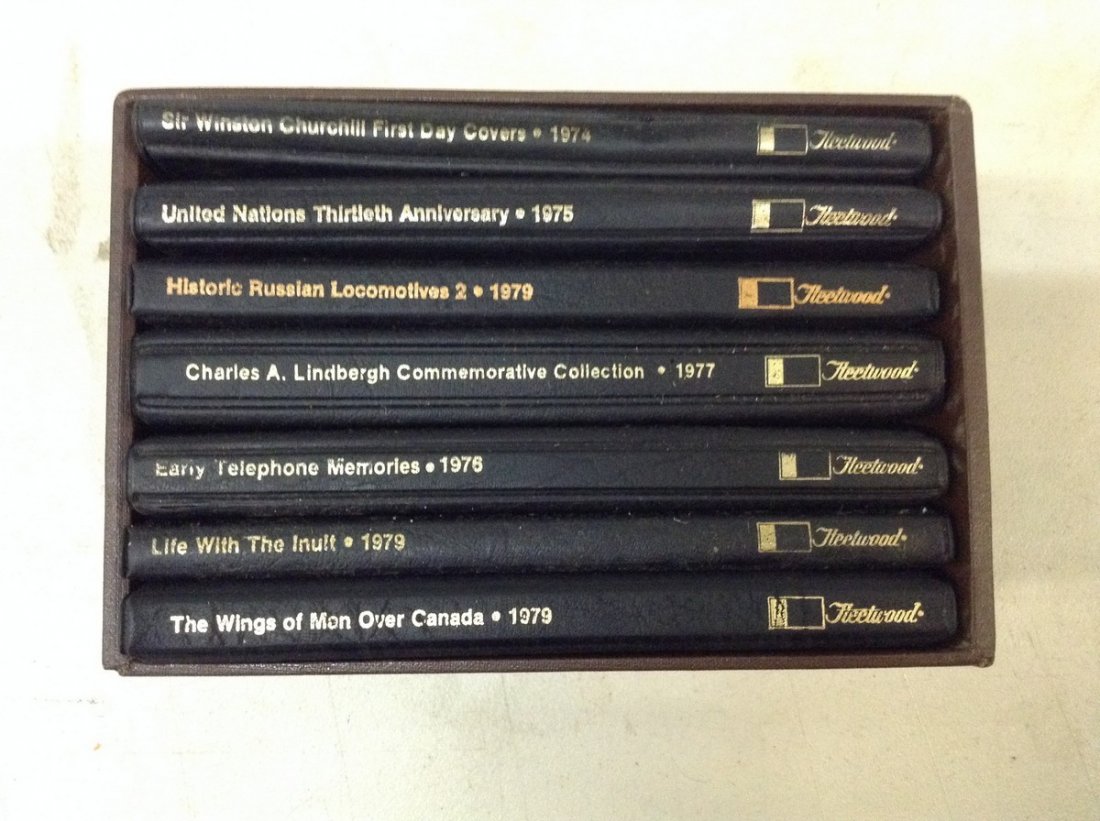 Sir Winston Churchill First Day Covers • 1974 Fleetwood
United Nations Thirtieth Anniversary • 1975 Fleetwood
Historic Russian Locomotives 2 • 1979 Fleetwood
Charles A. Lindbergh Commemorative Collection • 1977 Fleetwood
Early Telephone Memories • 1976 Fleetwood
Life With The Inuit • 1979 Fleetwood
The Wings of Man Over Canada • 1979 Fleetwood